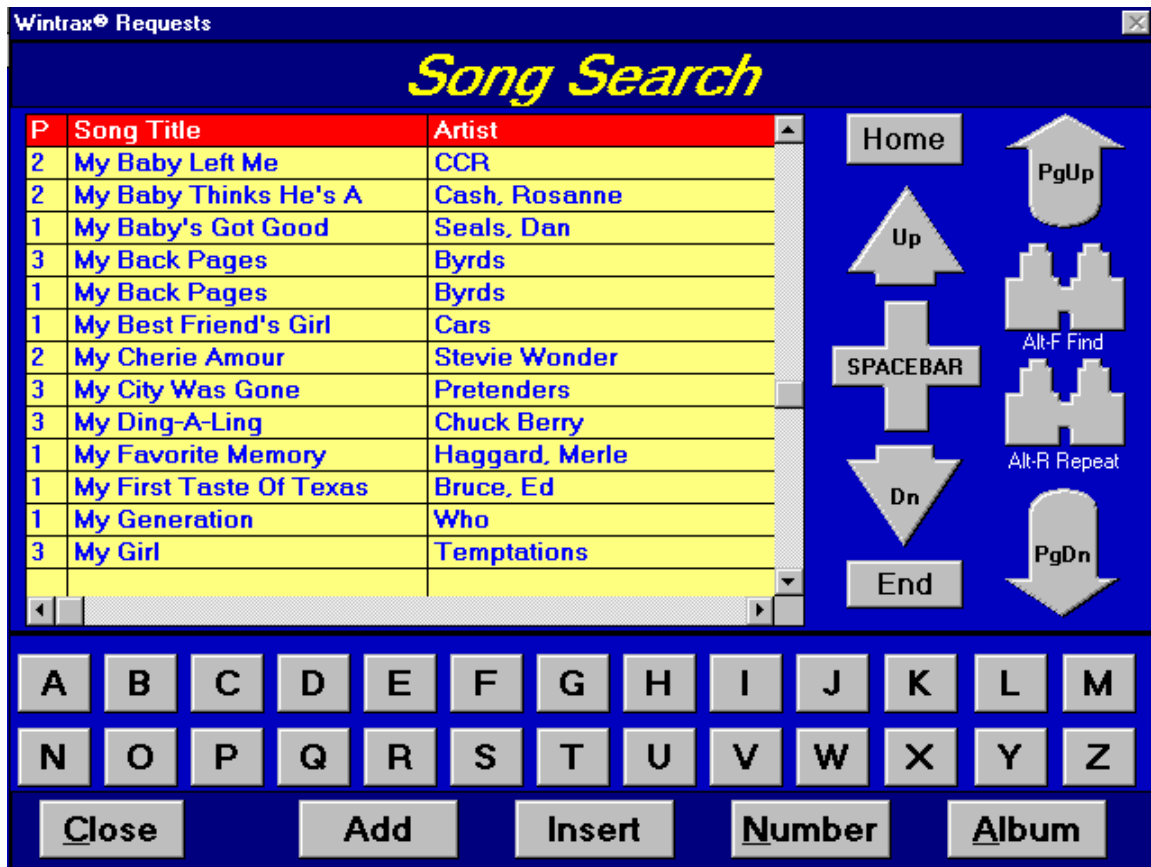 Wintrax® Requests
Song Search
P Song Title Artist
2 My Baby Left Me CCR
2 My Baby Thinks He's A Cash, Rosanne
1 My Baby's Got Good Seals, Dan
3 My Back Pages Byrds
1 My Back Pages Byrds
1 My Best Friend's Girl Cars
2 My Cherie Amour Stevie Wonder
3 My City Was Gone Pretenders
3 My Ding-A-Ling Chuck Berry
1 My Favorite Memory Haggard, Merle
1 My First Taste Of Texas Bruce, Ed
1 My Generation Who
3 My Girl Temptations
Home
PgUp
Up
Alt-F Find
SPACEBAR
Alt-R Repeat
Dn
PgDn
End
A B C D E F G H I J K L M
N O P Q R S T U V W X Y Z
Close Add Insert Number Album